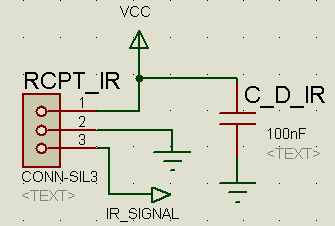 VCC
RCPT_IR
1
2
3
CONN-SIL3
<TEXT>
C_D_IR
100nF
<TEXT>
IR_SIGNAL